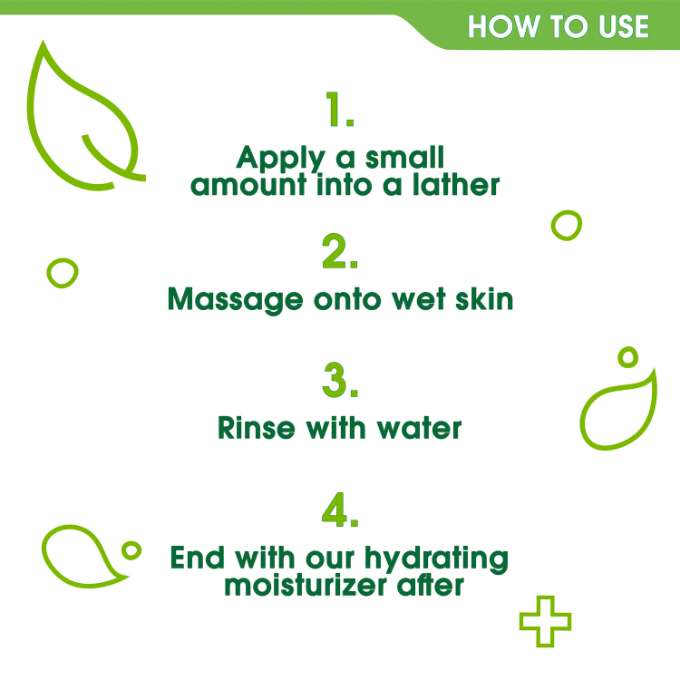 HOW TO USE
1.
Apply a small
amount into a lather
2.
Massage onto wet skin
3.
Rinse with water
4.
End with our hydrating
moisturizer after